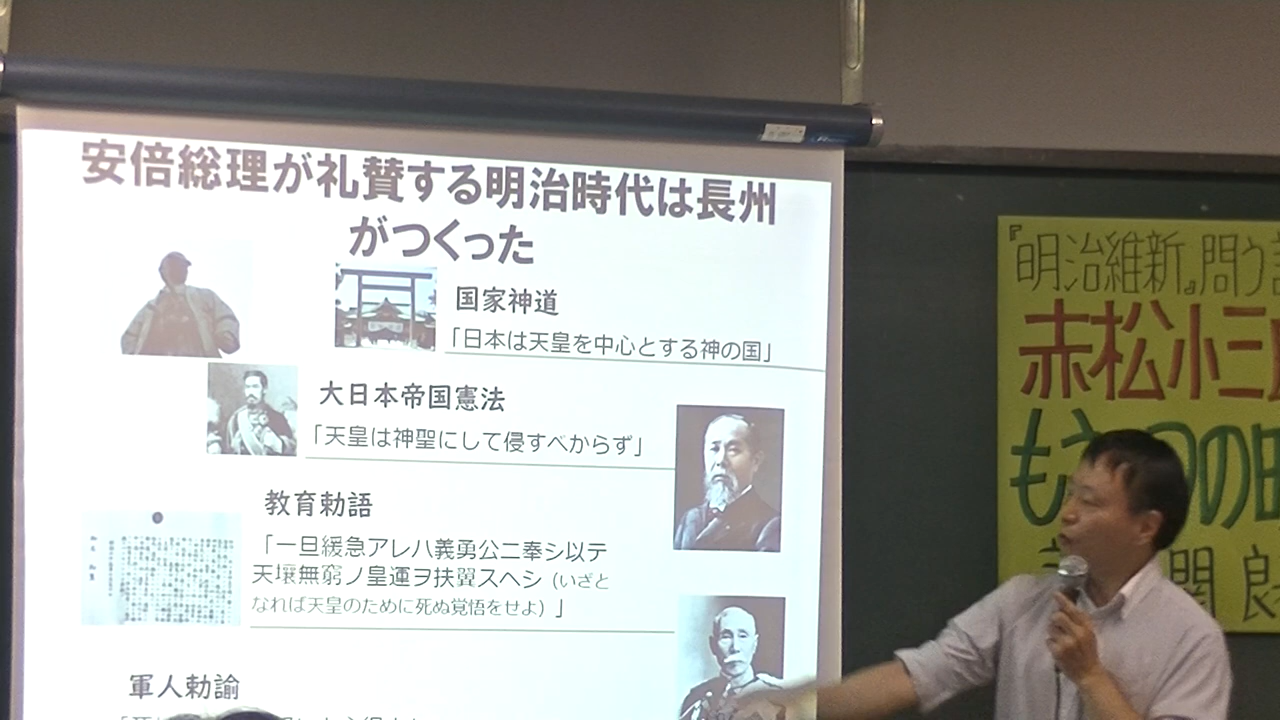 安倍総理が礼賛する明治時代は長州
がつくった
国家神道
「日本は天皇を中心とする神の国」
大日本帝国憲法
「天皇は神聖にして侵すべからず」
教育勅語
「一旦緩急アレハ義勇公ニ奉シ以テ
天壌無窮ノ皇運ヲ扶翼スヘシ (いざと
なれば天皇のために死ぬ覚悟をせよ) 」
軍人勅諭
『明治維新』問う
赤松小三